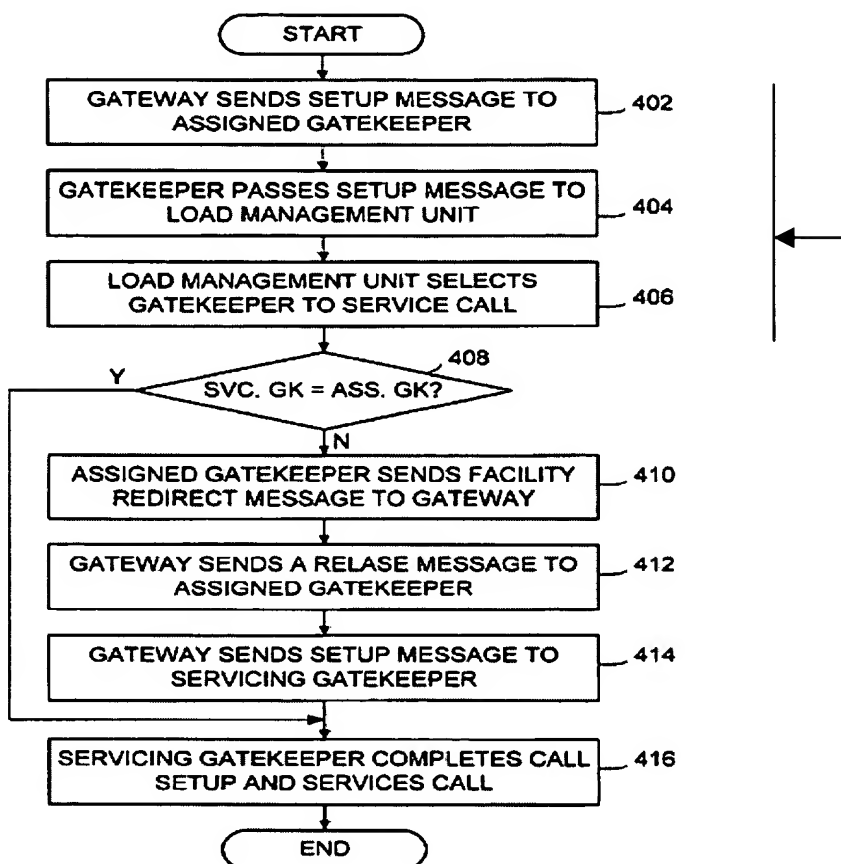 START
GATEWAY SENDS SETUP MESSAGE TO
ASSIGNED GATEKEEPER
402
GATEKEEPER PASSES SETUP MESSAGE TO
LOAD MANAGEMENT UNIT
404
LOAD MANAGEMENT UNIT SELECTS
GATEKEEPER TO SERVICE CALL
406
408
Y
SVC. GK = ASS. GK?
N
ASSIGNED GATEKEEPER SENDS FACILITY
REDIRECT MESSAGE TO GATEWAY
410
GATEWAY SENDS A RELASE MESSAGE TO
ASSIGNED GATEKEEPER
412
GATEWAY SENDS SETUP MESSAGE TO
SERVICING GATEKEEPER
414
SERVICING GATEKEEPER COMPLETES CALL
SETUP AND SERVICES CALL
416
END